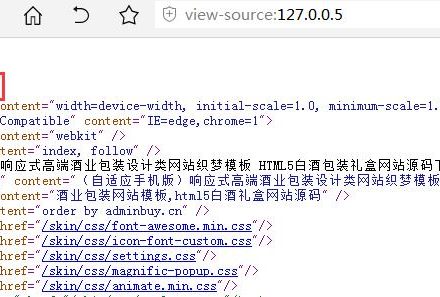 view-source:127.0.0.5
ontent="width=device-width, initial-scale=1.0, minimum-scale=1.
Compatible" content="IE=edge,chrome=1">
ontent="webkit" />
tent="index, follow" />
响应式高端酒业包装设计类网站织梦模板 HTML5白酒包装礼盒网站源码下
" content="（自适应手机版）响应式高端酒业包装设计类网站织梦模板
ontent="酒业包装网站模板,html5白酒礼盒网站源码" />
tent="order by adminbuy.cn" />
href="/skin/css/font-awesome.min.css"/>
href="/skin/css/icon-font-custom.css"/>
href="/skin/css/settings.css"/>
href="/skin/css/magnific-popup.css"/>
href="/skin/css/animate.min.css"/>